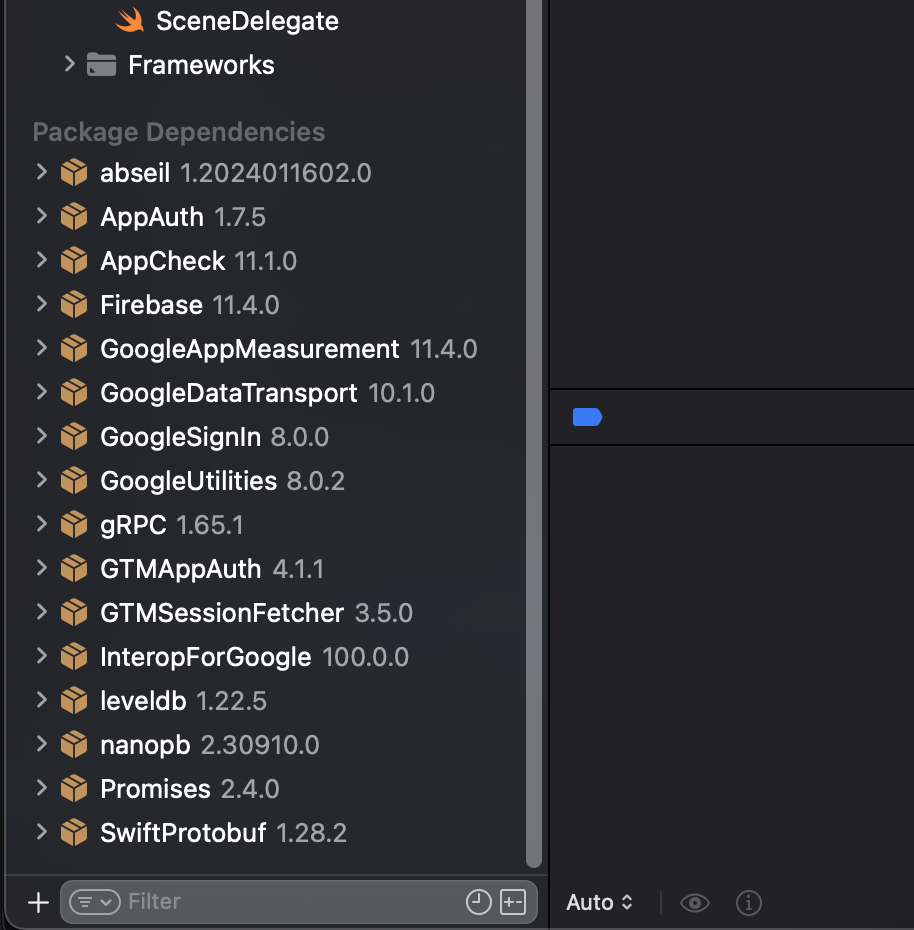 SceneDelegate
Frameworks
Package Dependencies
abseil 1.2024011602.0
AppAuth 1.7.5
AppCheck 11.1.0
Firebase 11.4.0
GoogleAppMeasurement 11.4.0
GoogleDataTransport 10.1.0
GoogleSignIn 8.0.0
GoogleUtilities 8.0.2
gRPC 1.65.1
GTMAppAuth 4.1.1
GTMSessionFetcher 3.5.0
InteropForGoogle 100.0.0
leveldb 1.22.5
nanopb 2.30910.0
Promises 2.4.0
SwiftProtobuf 1.28.2
Filter
Auto